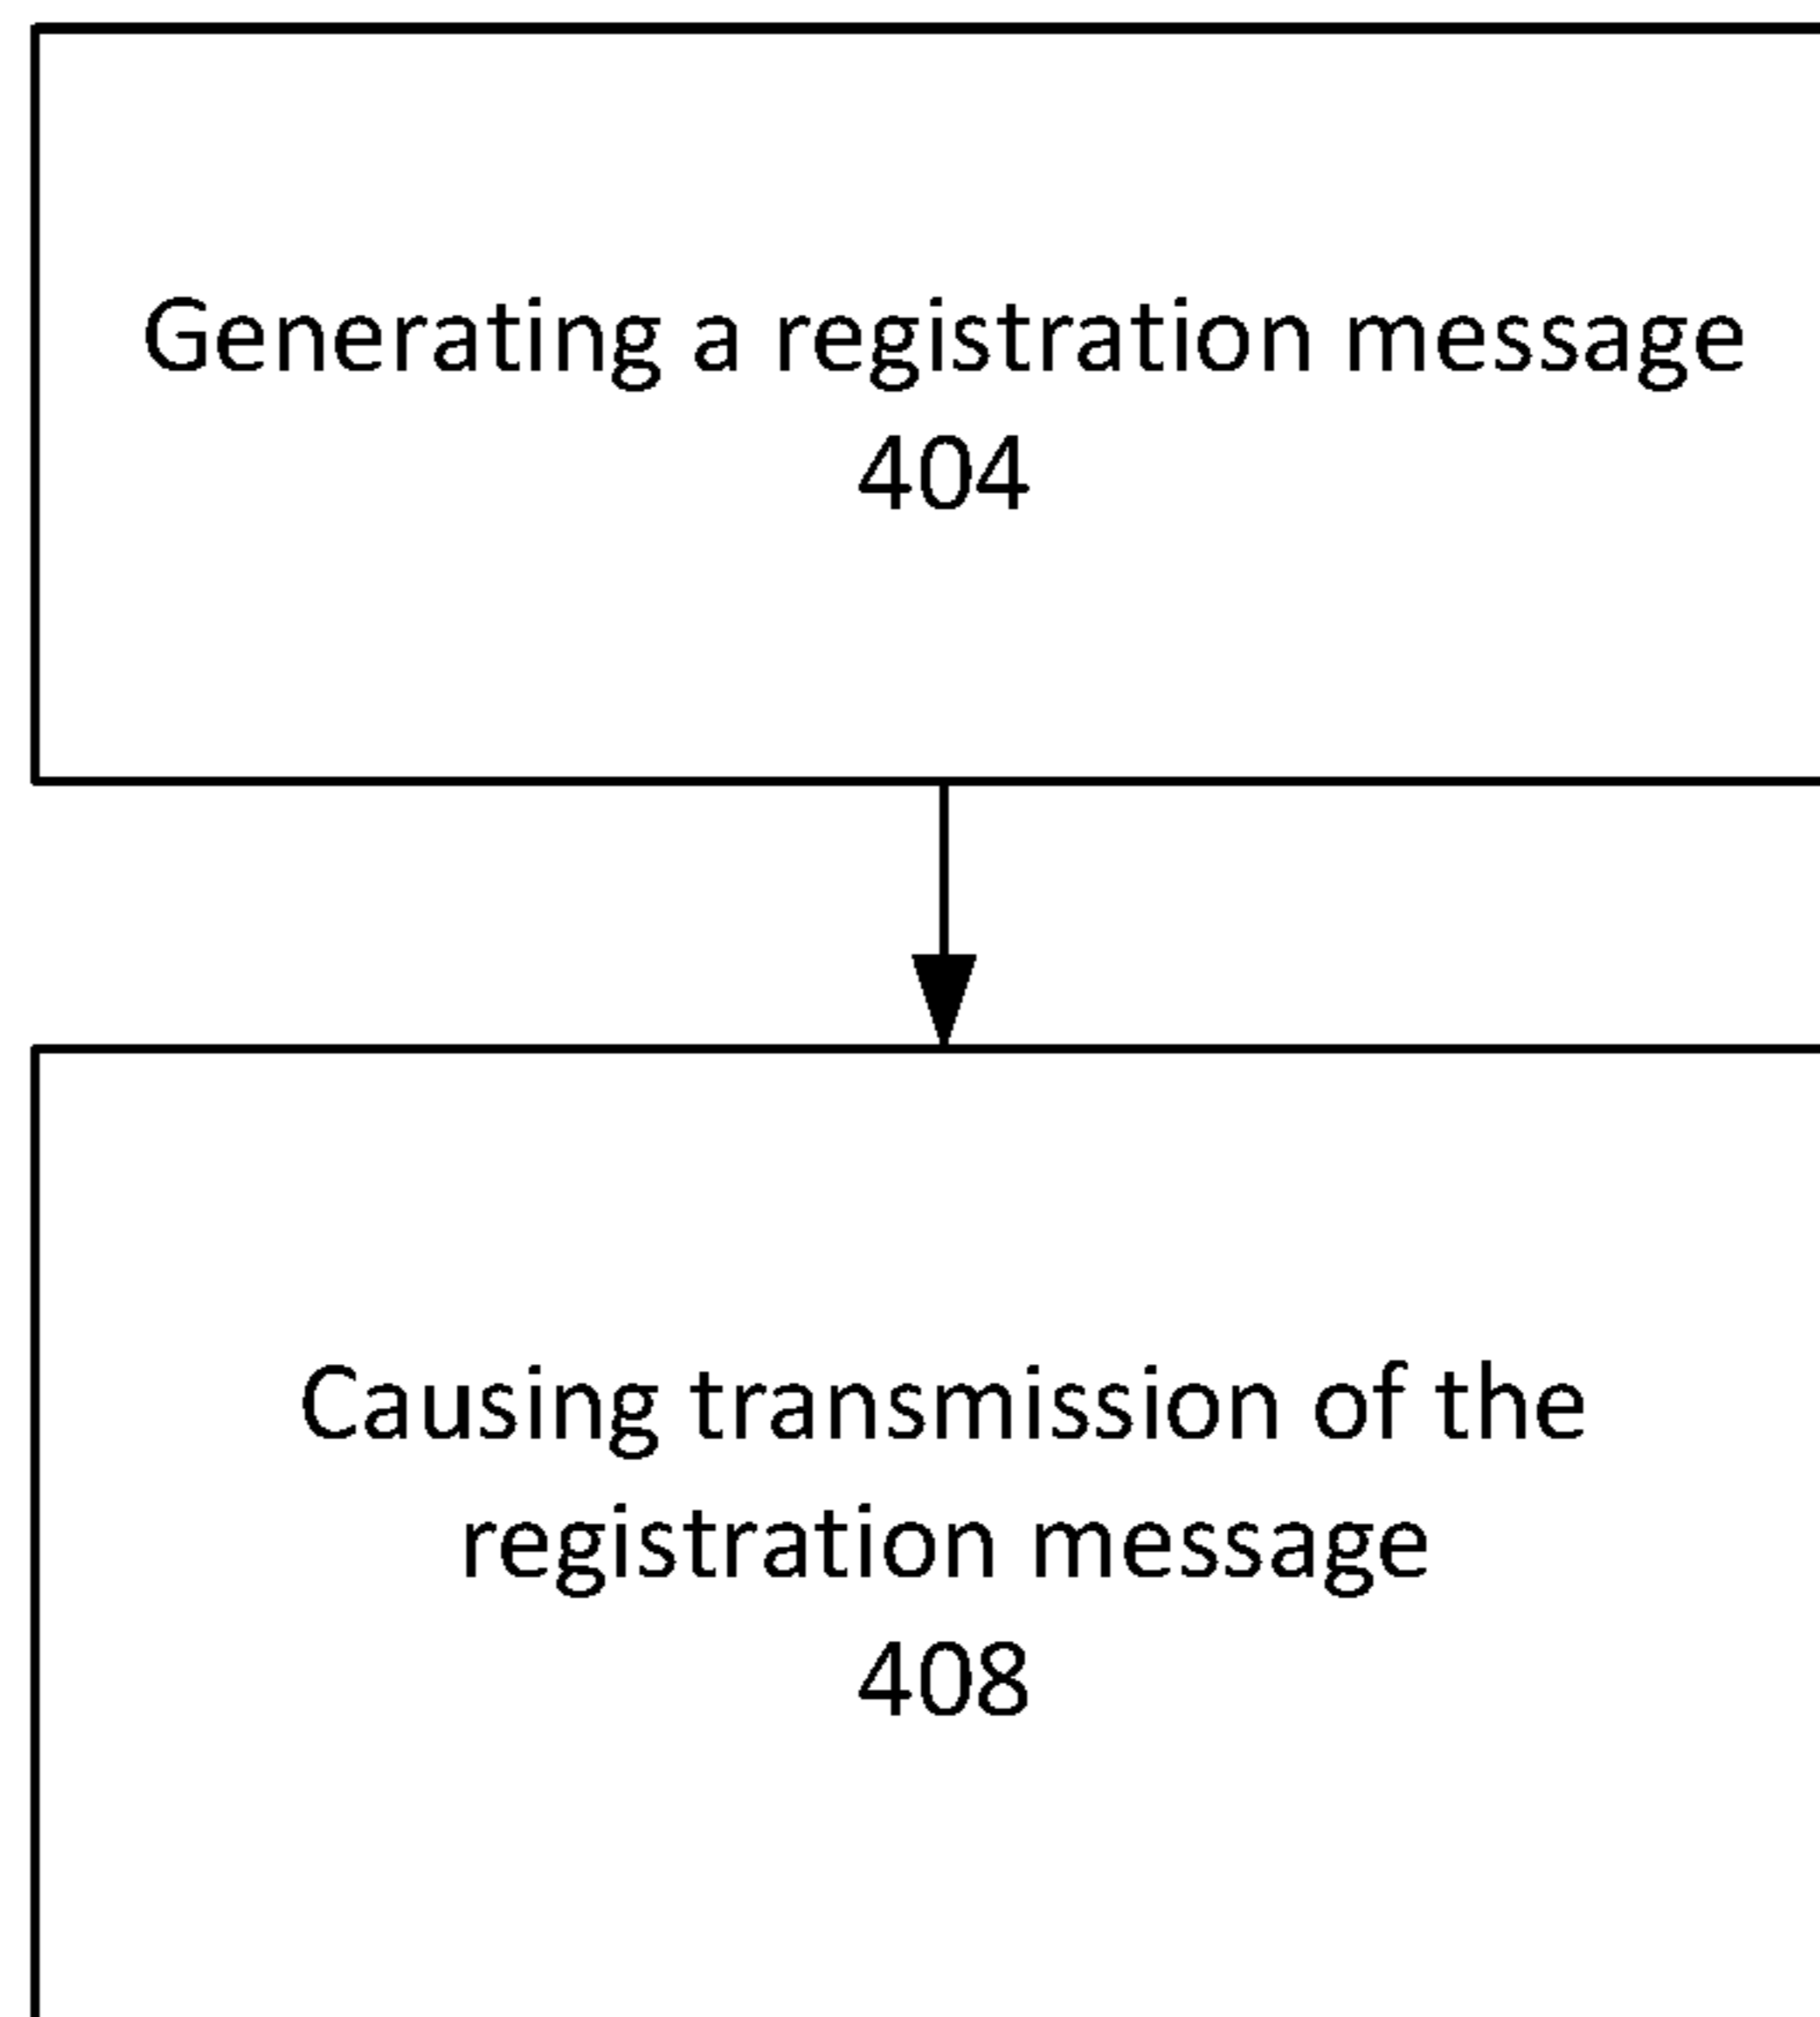 Generating a registration message
404
Causing transmission of the
registration message
408